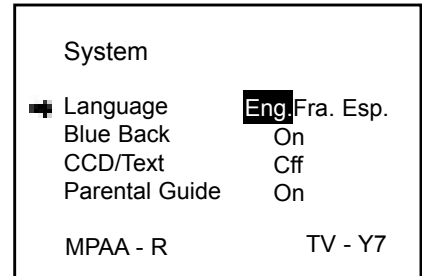 System
Language Eng. Fra. Esp.
Blue Back On
CCD/Text Cff
Parental Guide On
MPAA - R TV - Y7